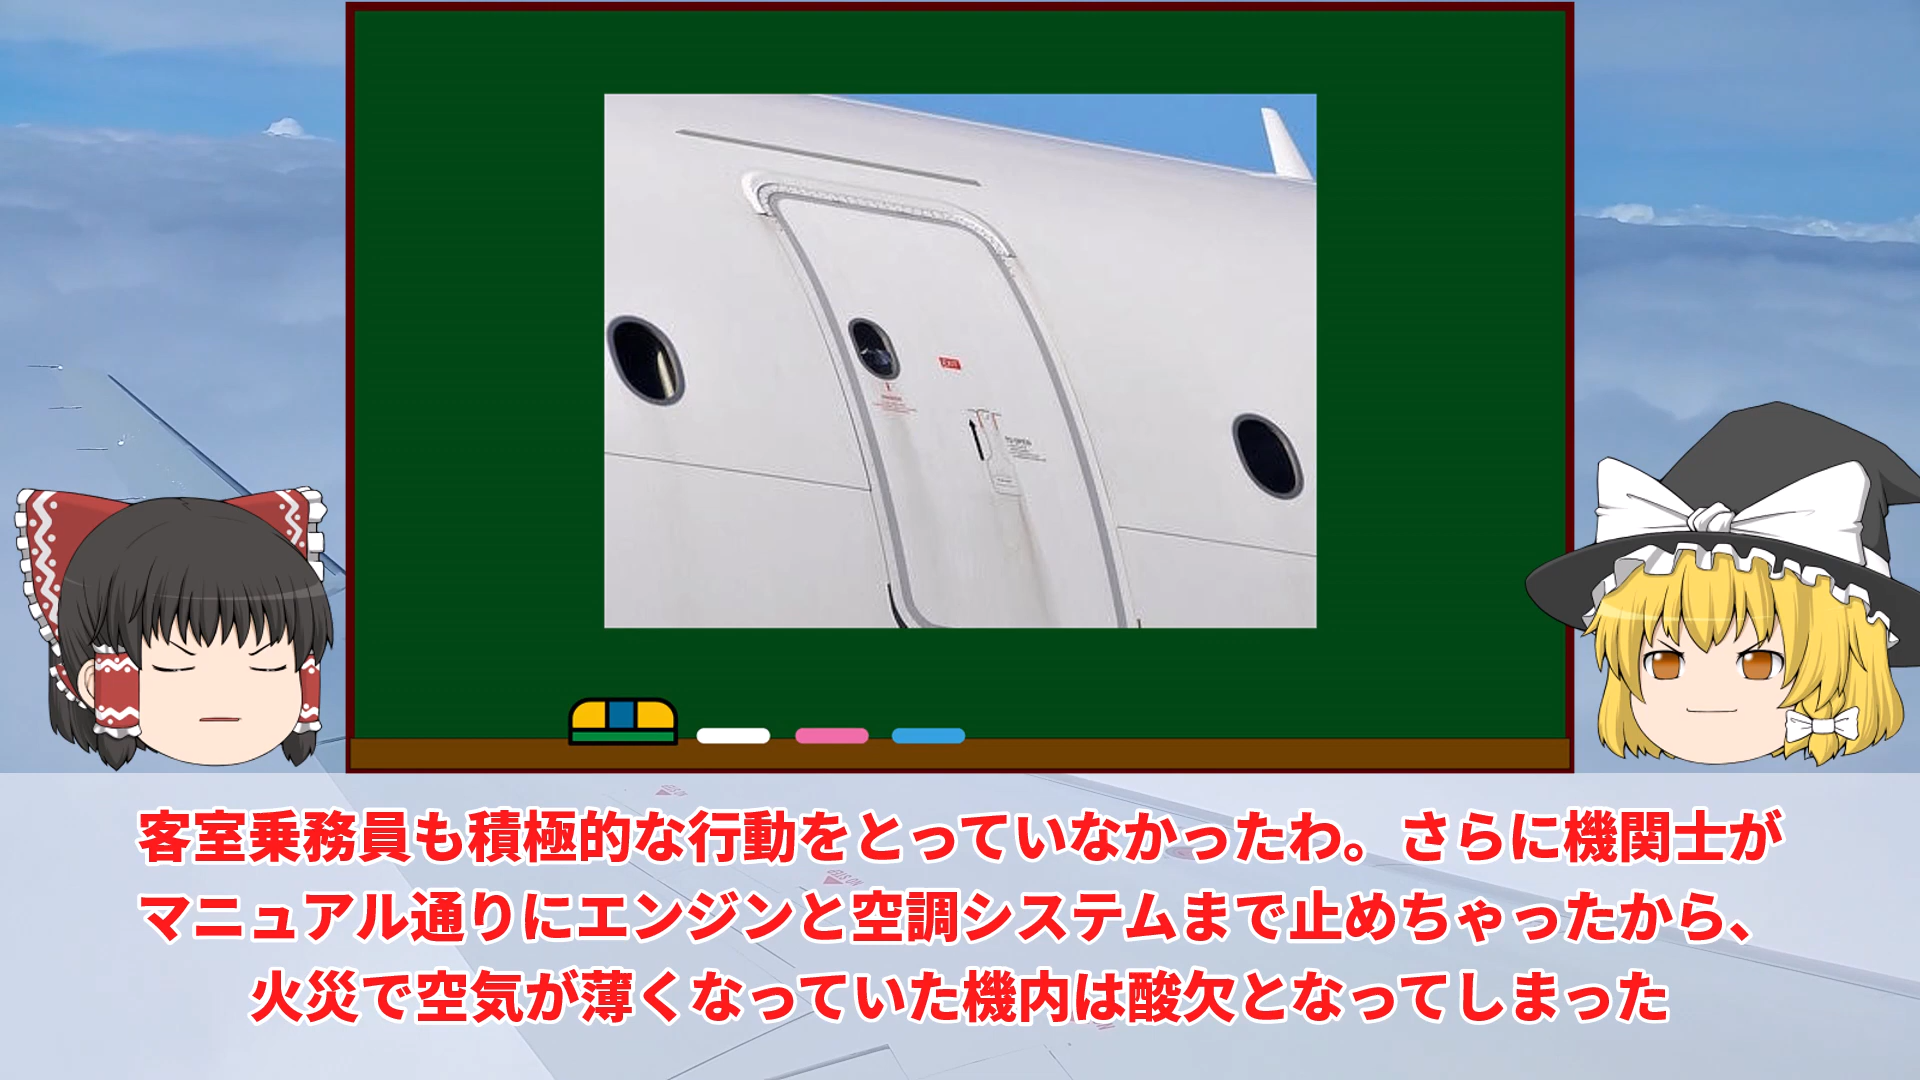 EXIT
TO OPEN
客室乗務員も積極的な行動をとっていなかったわ。さらに機関士が
マニュアル通りにエンジンと空調システムまで止めちゃったから、
火災で空気が薄くなっていた機内は酸欠となってしまった